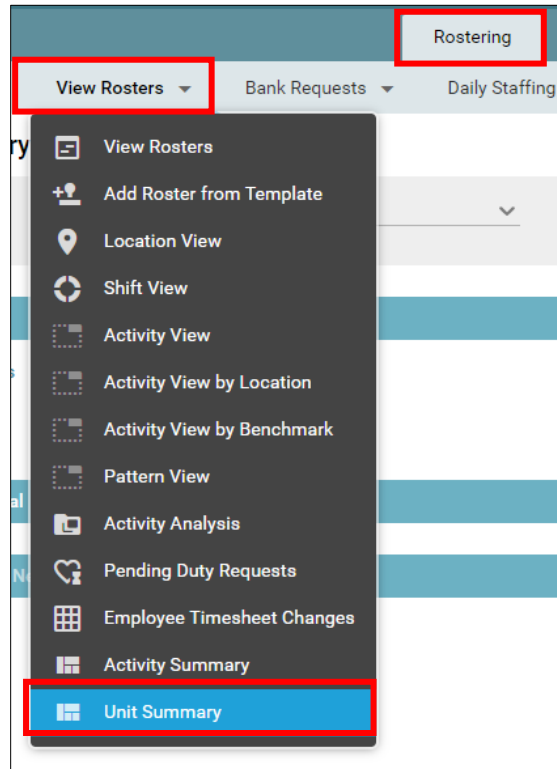 Rostering
View Rosters Bank Requests Daily Staffing
ry
View Rosters
Add Roster from Template
Location View
Shift View
Activity View
s
Activity View by Location
Activity View by Benchmark
Pattern View
al
Activity Analysis
Pending Duty Requests
Employee Timesheet Changes
Activity Summary
Unit Summary